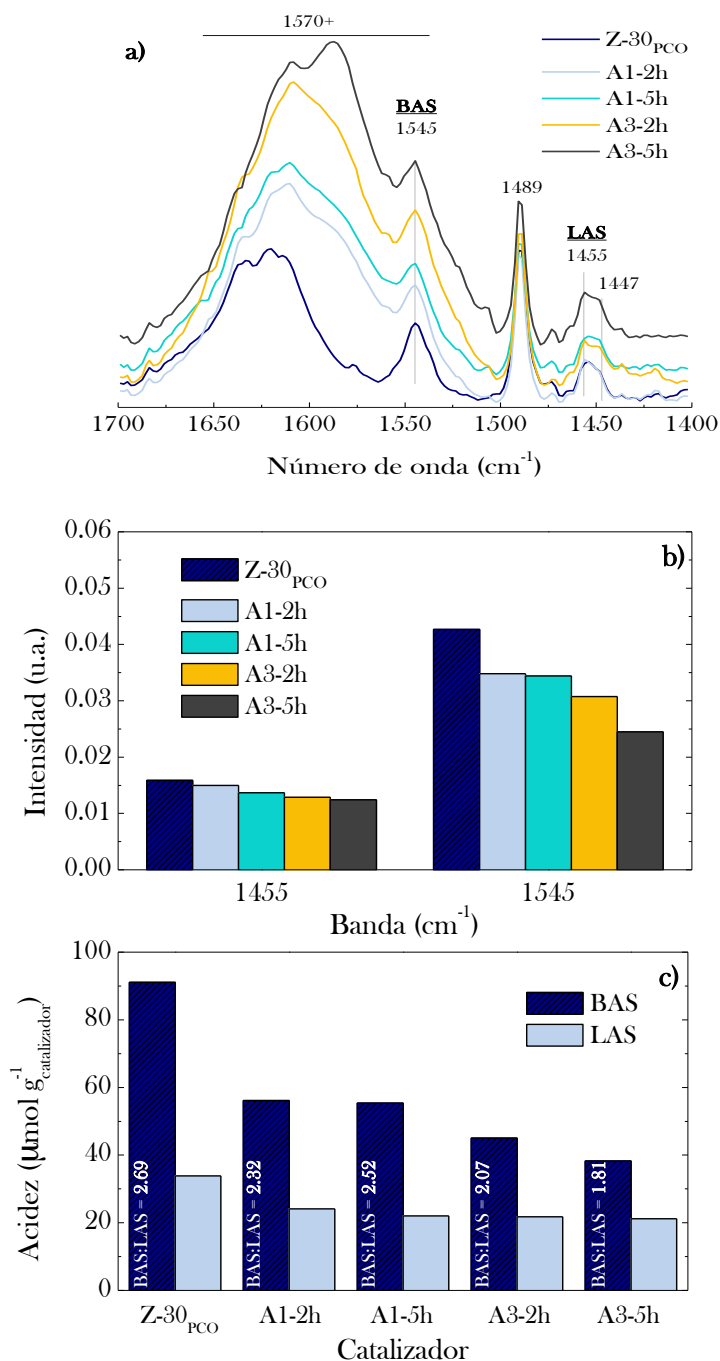 a)
1570+
BAS
1545
1489
LAS
1455
1447
Z-30PCO
A1-2h
A1-5h
A3-2h
A3-5h
1700 1650 1600 1550 1500 1450 1400
Número de onda (cm-1)
b)
0.06
0.05
0.04
0.03
0.02
0.01
0.00
Intensidad (u.a.)
Z-30PCO
A1-2h
A1-5h
A3-2h
A3-5h
1455 1545
Banda (cm-1)
c)
100
80
60
40
20
0
Acidez (µmol g-1catalizador)
BAS
LAS
BAS:LAS = 2.69
BAS:LAS = 2.32
BAS:LAS = 2.52
BAS:LAS = 2.07
BAS:LAS = 1.81
Z-30PCO A1-2h A1-5h A3-2h A3-5h
Catalizador